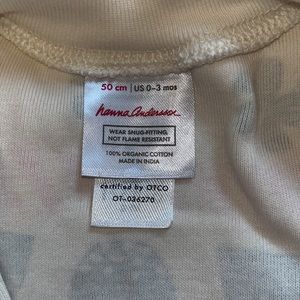 50 cm | US 0-3 mos
hanna andersson
WEAR SNUG-FITTING,
NOT FLAME RESISTANT
100% ORGANIC COTTON
MADE IN INDIA
certified by OTCO
OT-036270